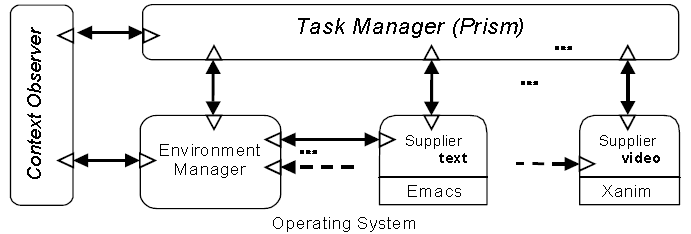 Task Manager (Prism)
...
...
Context Observer
Environment
Manager
...
Supplier
text
Emacs
Supplier
video
Xanim
Operating System